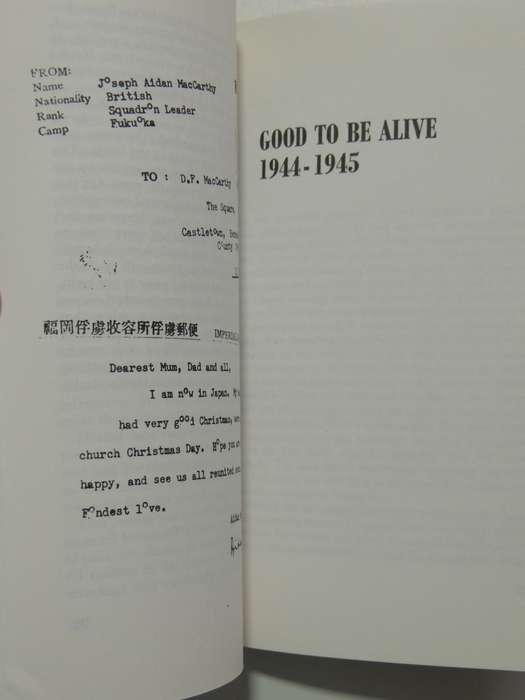 FROM:
Name Joseph Aidan MacCarthy
Nationality British
Rank Squadron Leader
Camp Fukuoka
TO : D.F. MacCarthy
The Square,
Castletown,
County
福岡俘虜收容所俘虜郵便
Dearest Mum, Dad and all,
I am now in Japan.
had very good Christmas,
church Christmas Day. Hope you
happy, and see us all reunited
Fondest love.
GOOD TO BE ALIVE
1944-1945